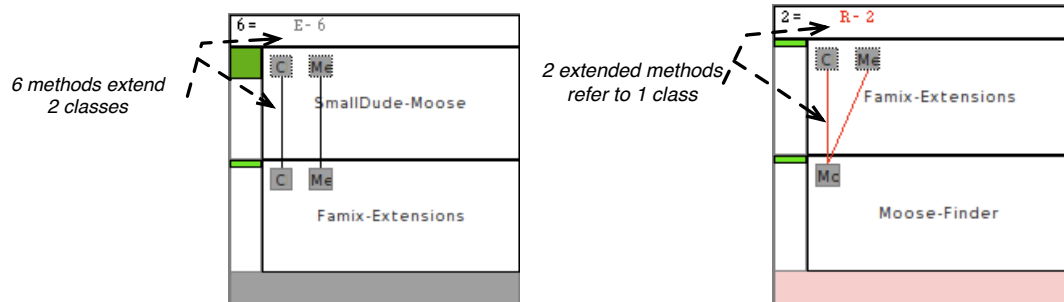 6= E-6
6 methods extend
2 classes
C Me
SmallDude-Moose
C Me
Famix-Extensions
2= R-2
2 extended methods
refer to 1 class
C Me
Famix-Extensions
Mc
Moose-Finder